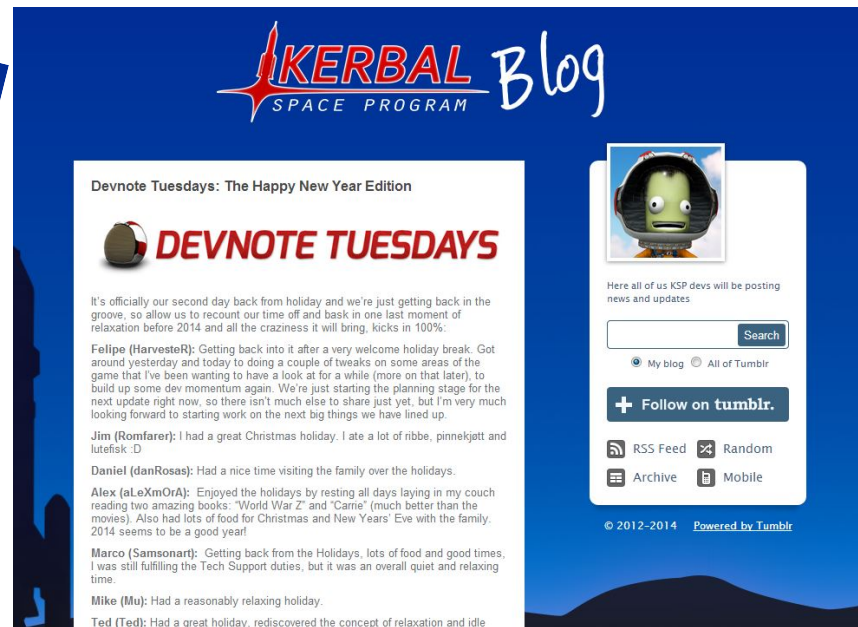 KERBAL
SPACE PROGRAM
Blog
Devnote Tuesdays: The Happy New Year Edition
DEVNOTE TUESDAYS
It's officially our second day back from holiday and we're just getting back in the
groove, so allow us to recount our time off and bask in one last moment of
relaxation before 2014 and all the craziness it will bring, kicks in 100%:
Felipe (HarvesteR): Getting back into it after a very welcome holiday break. Got
around yesterday and today to doing a couple of tweaks on some areas of the
game that I've been wanting to have a look at for a while (more on that later), to
build up some dev momentum again. We're just starting the planning stage for the
next update right now, so there isn't much else to share just yet, but I'm very much
looking forward to starting work on the next big things we have lined up.
Jim (Romfarer): I had a great Christmas holiday. I ate a lot of ribbe, pinnekjøtt and
lutefisk :D
Daniel (danRosas): Had a nice time visiting the family over the holidays.
Alex (aLeXmOrA): Enjoyed the holidays by resting all days laying in my couch
reading two amazing books: "World War Z" and "Carrie" (much better than the
movies). Also had lots of food for Christmas and New Years' Eve with the family.
2014 seems to be a good year!
Marco (Samsonart): Getting back from the Holidays, lots of food and good times,
I was still fulfilling the Tech Support duties, but it was an overall quiet and relaxing
time.
Mike (Mu): Had a reasonably relaxing holiday.
Ted (Ted): Had a great holiday, rediscovered the concept of relaxation and idle
Here all of us KSP devs will be posting
news and updates
Search
My blog All of Tumblr
+ Follow on tumblr.
RSS Feed Random
Archive Mobile
© 2012-2014 Powered by Tumblr